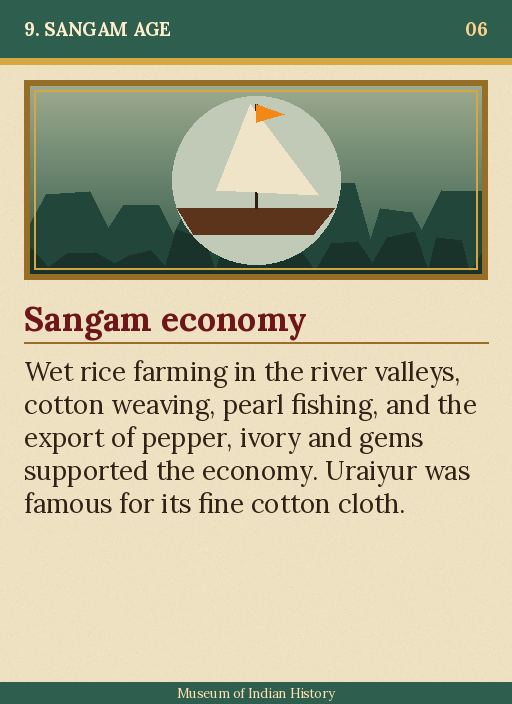 9. SANGAM AGE
06
Sangam economy
Wet rice farming in the river valleys,
cotton weaving, pearl fishing, and the
export of pepper, ivory and gems
supported the economy. Uraiyur was
famous for its fine cotton cloth.
Museum of Indian History